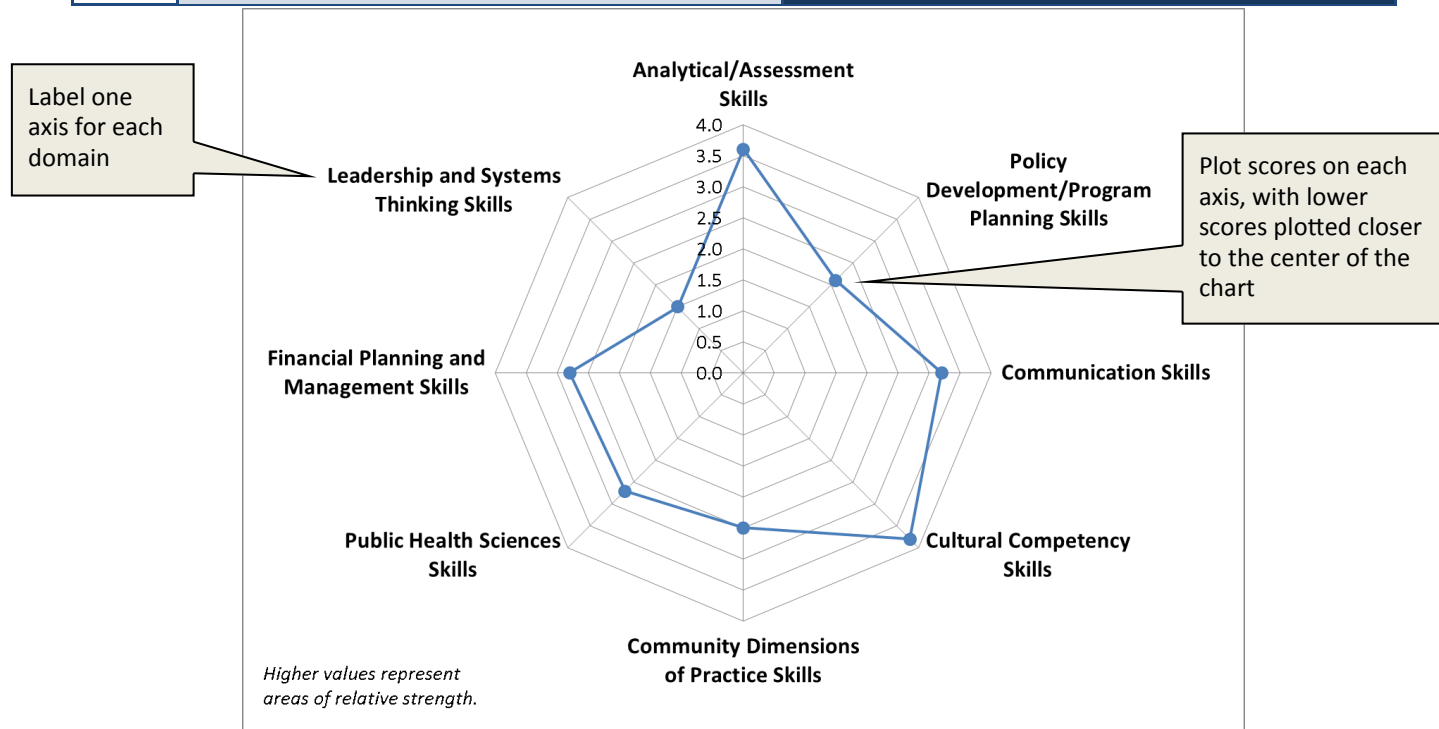 Label one
axis for each
domain
Analytical/Assessment
Skills
4.0
3.5
3.0
2.5
2.0
1.5
1.0
0.5
0.0
Policy
Development/Program
Planning Skills
Plot scores on each
axis, with lower
scores plotted closer
to the center of the
chart
Leadership and Systems
Thinking Skills
Financial Planning and
Management Skills
Communication Skills
Public Health Sciences
Skills
Cultural Competency
Skills
Community Dimensions
of Practice Skills
Higher values represent
areas of relative strength.